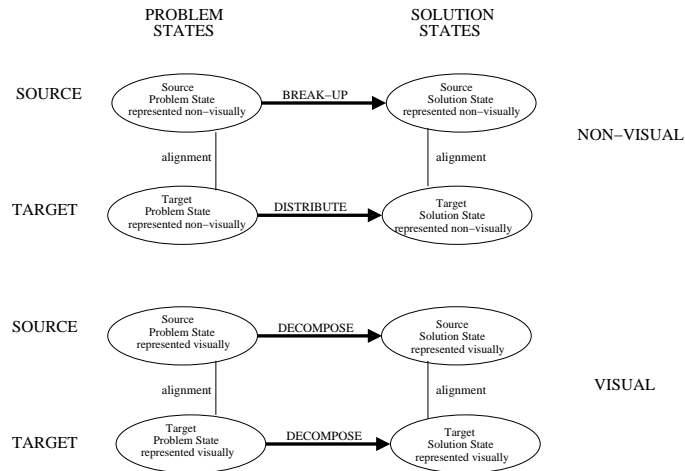 PROBLEM
STATES
SOLUTION
STATES
SOURCE
Source
Problem State
represented non−visually
BREAK−UP
Source
Solution State
represented non−visually
NON−VISUAL
alignment
alignment
TARGET
Target
Problem State
represented non−visually
DISTRIBUTE
Target
Solution State
represented non−visually
SOURCE
Source
Problem State
represented visually
DECOMPOSE
Source
Solution State
represented visually
alignment
alignment
VISUAL
TARGET
Target
Problem State
represented visually
DECOMPOSE
Target
Solution State
represented visually